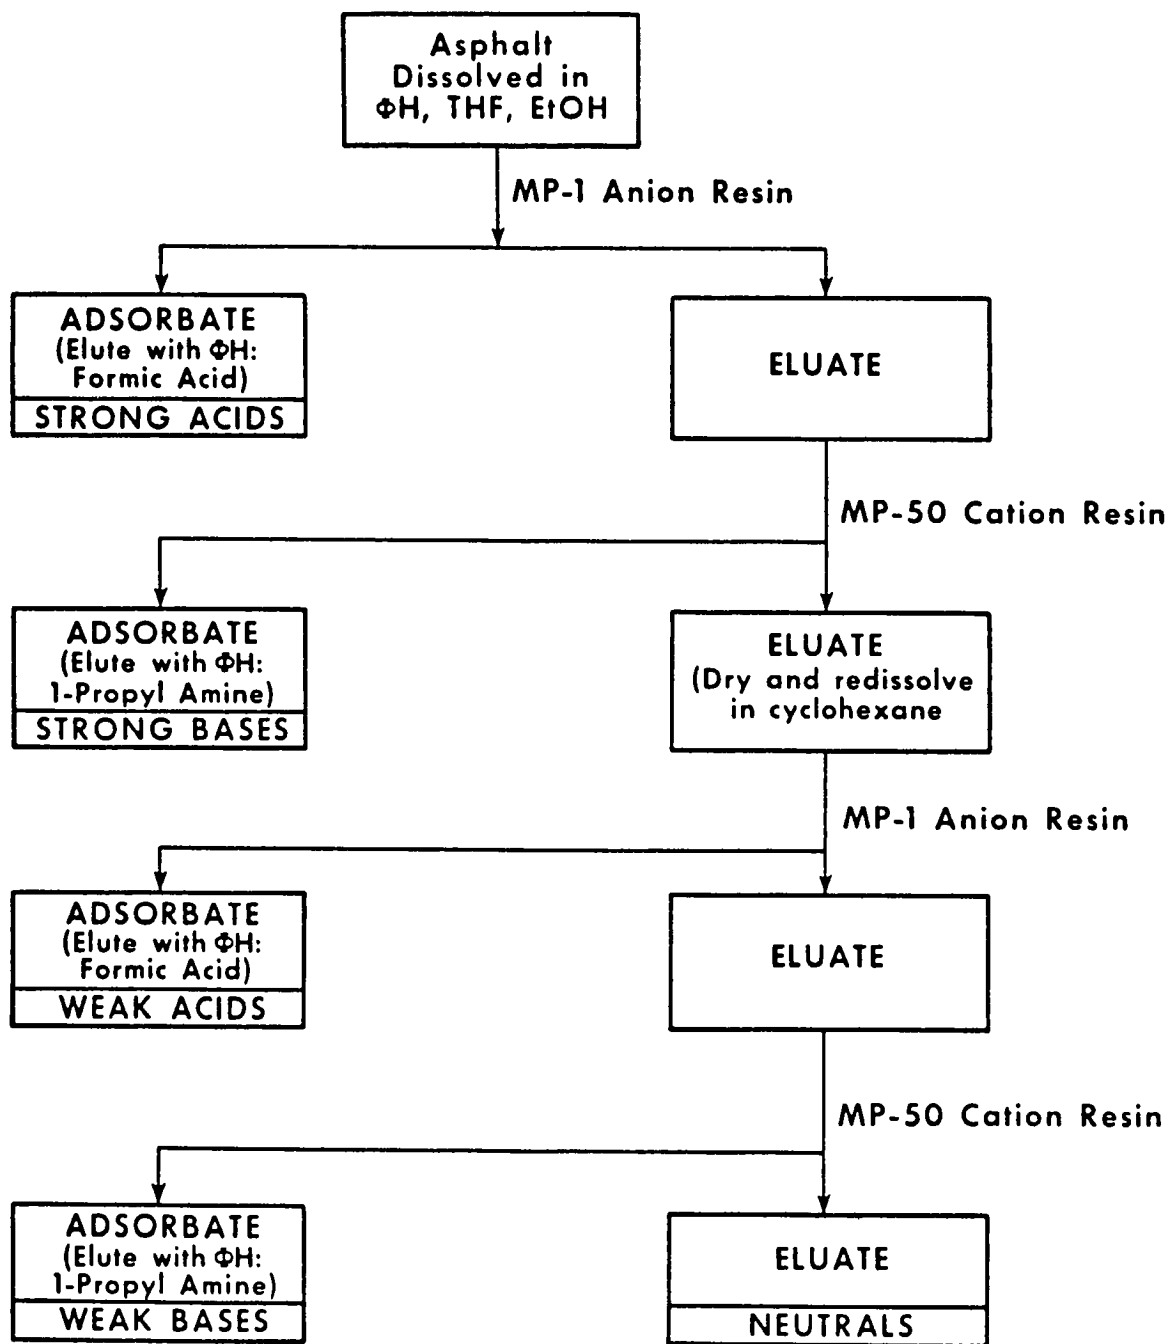 Asphalt
Dissolved in
ΦH, THF, EtOH
MP-1 Anion Resin
ADSORBATE
(Elute with ΦH:
Formic Acid)
STRONG ACIDS
ELUATE
MP-50 Cation Resin
ADSORBATE
(Elute with ΦH:
1-Propyl Amine)
STRONG BASES
ELUATE
(Dry and redissolve
in cyclohexane
MP-1 Anion Resin
ADSORBATE
(Elute with ΦH:
Formic Acid)
WEAK ACIDS
ELUATE
MP-50 Cation Resin
ADSORBATE
(Elute with ΦH:
1-Propyl Amine)
WEAK BASES
ELUATE
NEUTRALS